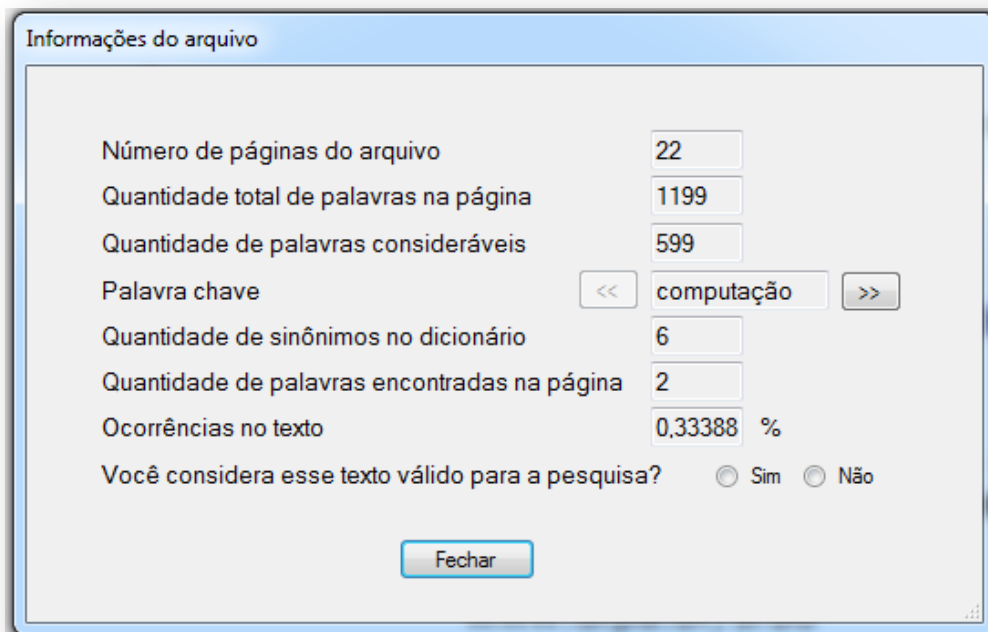 Informações do arquivo
Número de páginas do arquivo 22
Quantidade total de palavras na página 1199
Quantidade de palavras consideráveis 599
Palavra chave << computação >>
Quantidade de sinônimos no dicionário 6
Quantidade de palavras encontradas na página 2
Ocorrências no texto 0,33388 %
Você considera esse texto válido para a pesquisa? Sim Não
Fechar